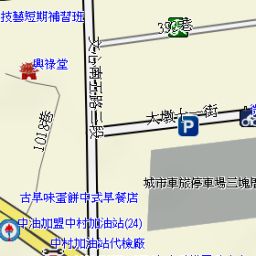 技藝短期補習班
393巷
興祿堂
文心南五路三段
1018巷
大墩十一街
P
城市車旅停車場三塊厝
古早味蛋餅中式早餐店
中油加盟中村加油站(24)
中村加油站代檢廠